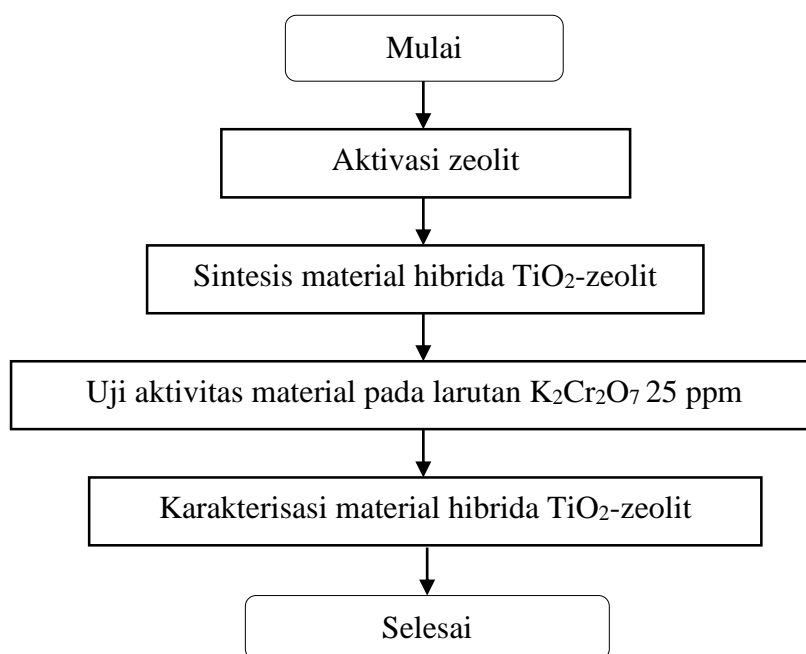 Mulai
Aktivasi zeolit
Sintesis material hibrida TiO₂-zeolit
Uji aktivitas material pada larutan K₂Cr₂O₇ 25 ppm
Karakterisasi material hibrida TiO₂-zeolit
Selesai